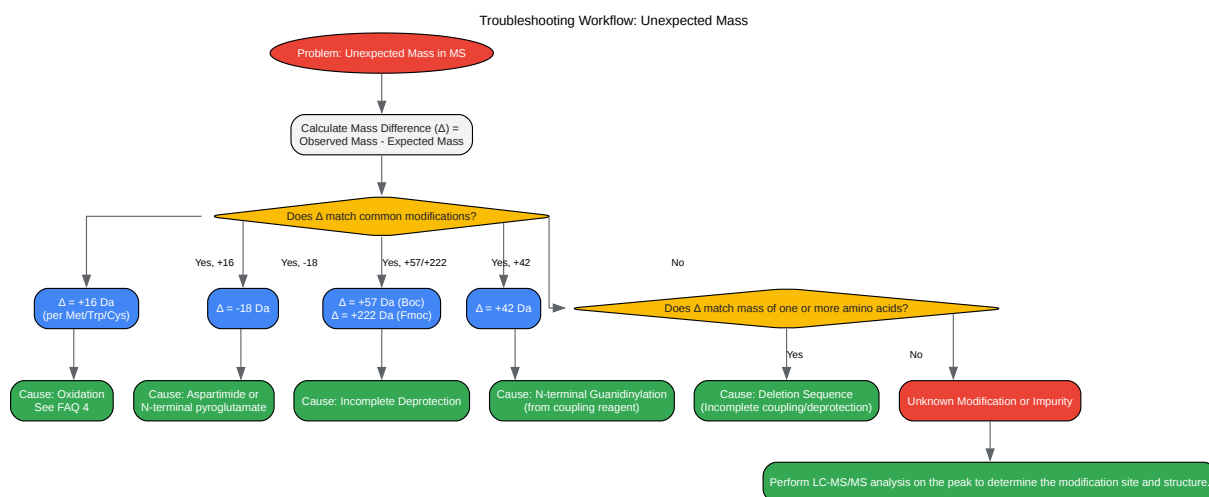 Troubleshooting Workflow: Unexpected Mass
Problem: Unexpected Mass in MS
Calculate Mass Difference (Δ) =
Observed Mass - Expected Mass
Does Δ match common modifications?
Yes, +16
Yes, -18
Yes,+57/+222
Yes, +42
No
Δ = +16 Da
(per Met/Trp/Cys)
Δ = -18 Da
Δ = +57 Da (Boc)
Δ = +222 Da (Fmoc)
Δ = +42 Da
Does Δ match mass of one or more amino acids?
Yes
No
Cause: Oxidation
See FAQ 4
Cause: Aspartimide or
N-terminal pyroglutamate
Cause: Incomplete Deprotection
Cause: N-terminal Guanidinylation
(from coupling reagent)
Cause: Deletion Sequence
(Incomplete coupling/deprotection)
Unknown Modification or Impurity
Perform LC-MS/MS analysis on the peak to determine the modification site and structure.